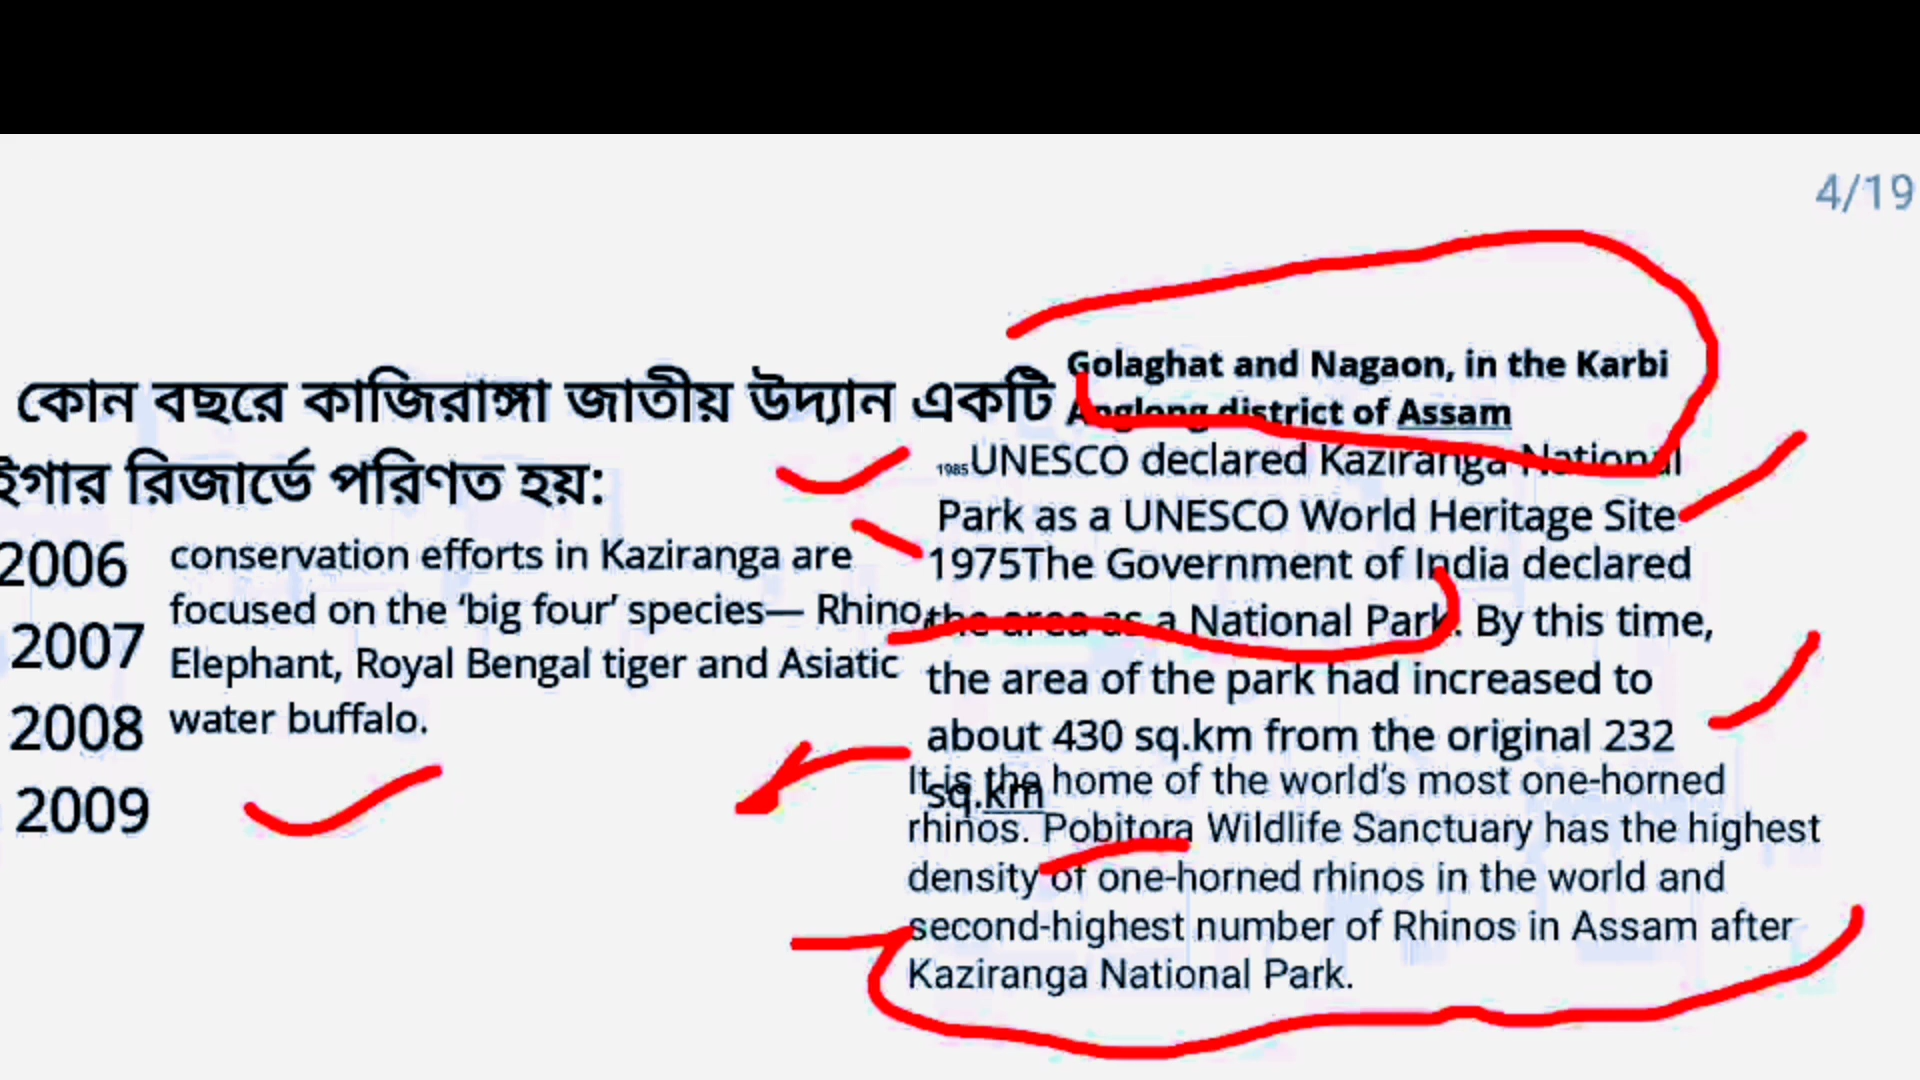 4/19
কোন বছরে কাজিরাঙ্গা জাতীয় উদ্যান একটি
ইগার রিজার্ভে পরিণত হয়:
2006
2007
2008
2009
conservation efforts in Kaziranga are
focused on the ‘big four’ species— Rhino,
Elephant, Royal Bengal tiger and Asiatic
water buffalo.
Golaghat and Nagaon, in the Karbi
Anglong district of Assam
1985UNESCO declared Kaziranga National
Park as a UNESCO World Heritage Site
1975The Government of India declared
the area as a National Park. By this time,
the area of the park had increased to
about 430 sq.km from the original 232
sq.km
It is the home of the world’s most one-horned
rhinos. Pobitora Wildlife Sanctuary has the highest
density of one-horned rhinos in the world and
second-highest number of Rhinos in Assam after
Kaziranga National Park.